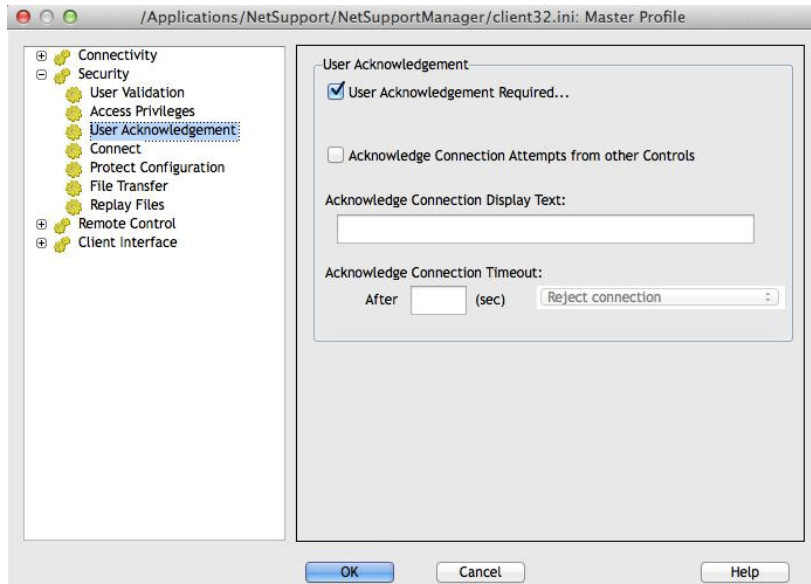 /Applications/NetSupport/NetSupportManager/client32.ini: Master Profile
Connectivity
Security
User Validation
Access Privileges
User Acknowledgement
Connect
Protect Configuration
File Transfer
Replay Files
Remote Control
Client Interface
User Acknowledgement
User Acknowledgement Required...
Acknowledge Connection Attempts from other Controls
Acknowledge Connection Display Text:
Acknowledge Connection Timeout:
After (sec) Reject connection
OK Cancel Help